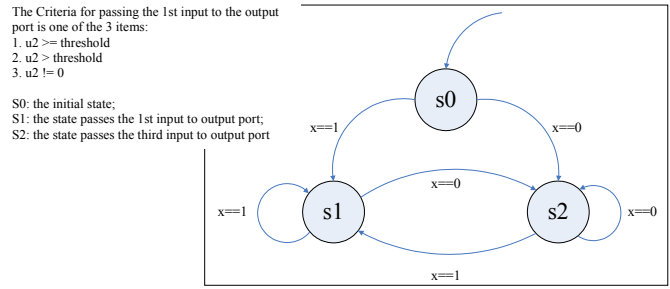 The Criteria for passing the 1st input to the output
port is one of the 3 items:
1. u2 >= threshold
2. u2 > threshold
3. u2 != 0
S0: the initial state;
S1: the state passes the 1st input to output port;
S2: the state passes the third input to output port
s0
x==1
x==0
x==0
x==1
s1
s2
x==0
x==1